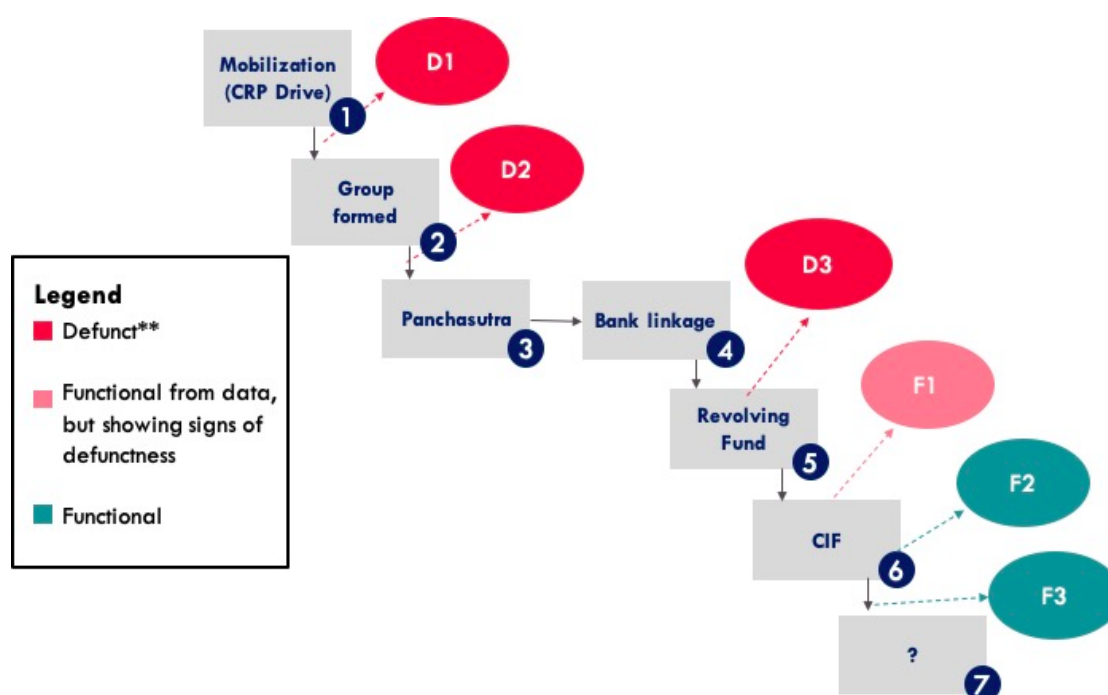 Mobilization
(CRP Drive)
1
D1
Group
formed
2
D2
Panchasutra
3
Bank linkage
4
D3
Revolving
Fund
5
F1
CIF
6
F2
F3
?
7
Legend
Defunct**
Functional from data,
but showing signs of
defunctness
Functional